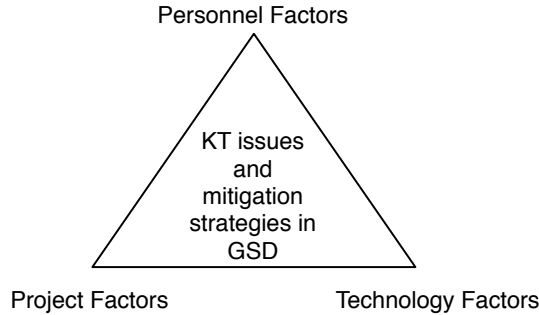 Personnel Factors
KT issues
and
mitigation
strategies in
GSD
Project Factors
Technology Factors